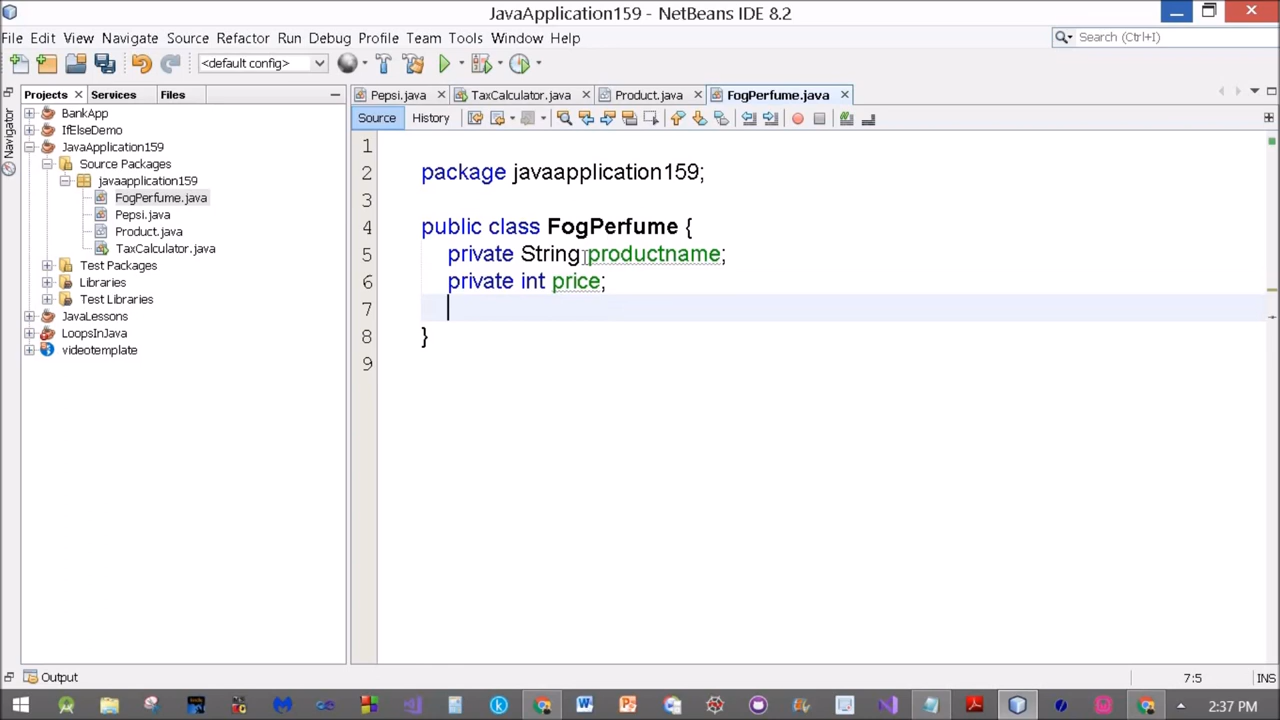 JavaApplication159 - NetBeans IDE 8.2
File Edit View Navigate Source Refactor Run Debug Profile Team Tools Window Help
Search (Ctrl+I)
<default config>
Projects Services Files
Pepsi.java TaxCalculator.java Product.java FogPerfume.java
Navigator
Source History
BankApp
IfElseDemo
JavaApplication159
Source Packages
javaapplication159
FogPerfume.java
Pepsi.java
Product.java
TaxCalculator.java
Test Packages
Libraries
Test Libraries
JavaLessons
LoopsInJava
videotemplate
1
2 package javaapplication159;
3
4 public class FogPerfume {
5 private String productname;
6 private int price;
7
8 }
9
Output
7:5 INS
2:37 PM